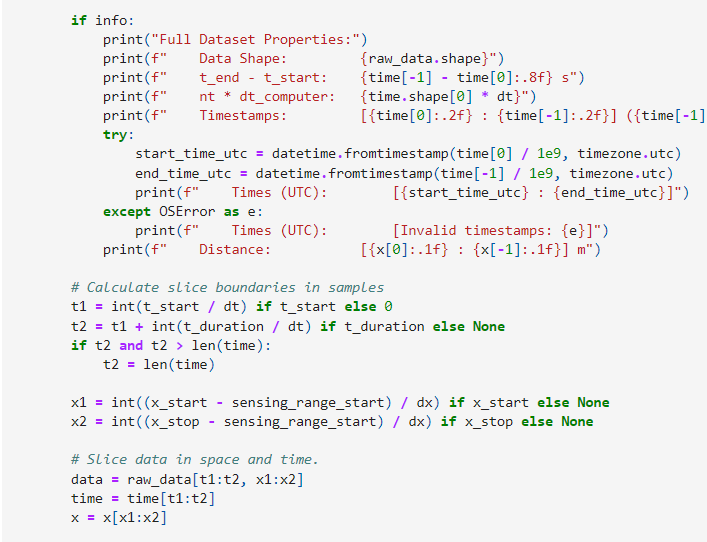 if info:
    print("Full Dataset Properties:")
    print(f"    Data Shape:         {raw_data.shape}")
    print(f"    t_end - t_start:    {time[-1] - time[0]:.8f} s")
    print(f"    nt * dt_computer:   {time.shape[0] * dt}")
    print(f"    Timestamps:         [{time[0]:.2f} : {time[-1]:.2f}] ({time[-1]
    try:
        start_time_utc = datetime.fromtimestamp(time[0] / 1e9, timezone.utc)
        end_time_utc = datetime.fromtimestamp(time[-1] / 1e9, timezone.utc)
        print(f"    Times (UTC):        [{start_time_utc} : {end_time_utc}]")
    except OSError as e:
        print(f"    Times (UTC):        [Invalid timestamps: {e}]")
    print(f"    Distance:           [{x[0]:.1f} : {x[-1]:.1f}] m")

# Calculate slice boundaries in samples
t1 = int(t_start / dt) if t_start else 0
t2 = t1 + int(t_duration / dt) if t_duration else None
if t2 and t2 > len(time):
    t2 = len(time)

x1 = int((x_start - sensing_range_start) / dx) if x_start else None
x2 = int((x_stop - sensing_range_start) / dx) if x_stop else None

# Slice data in space and time.
data = raw_data[t1:t2, x1:x2]
time = time[t1:t2]
x = x[x1:x2]